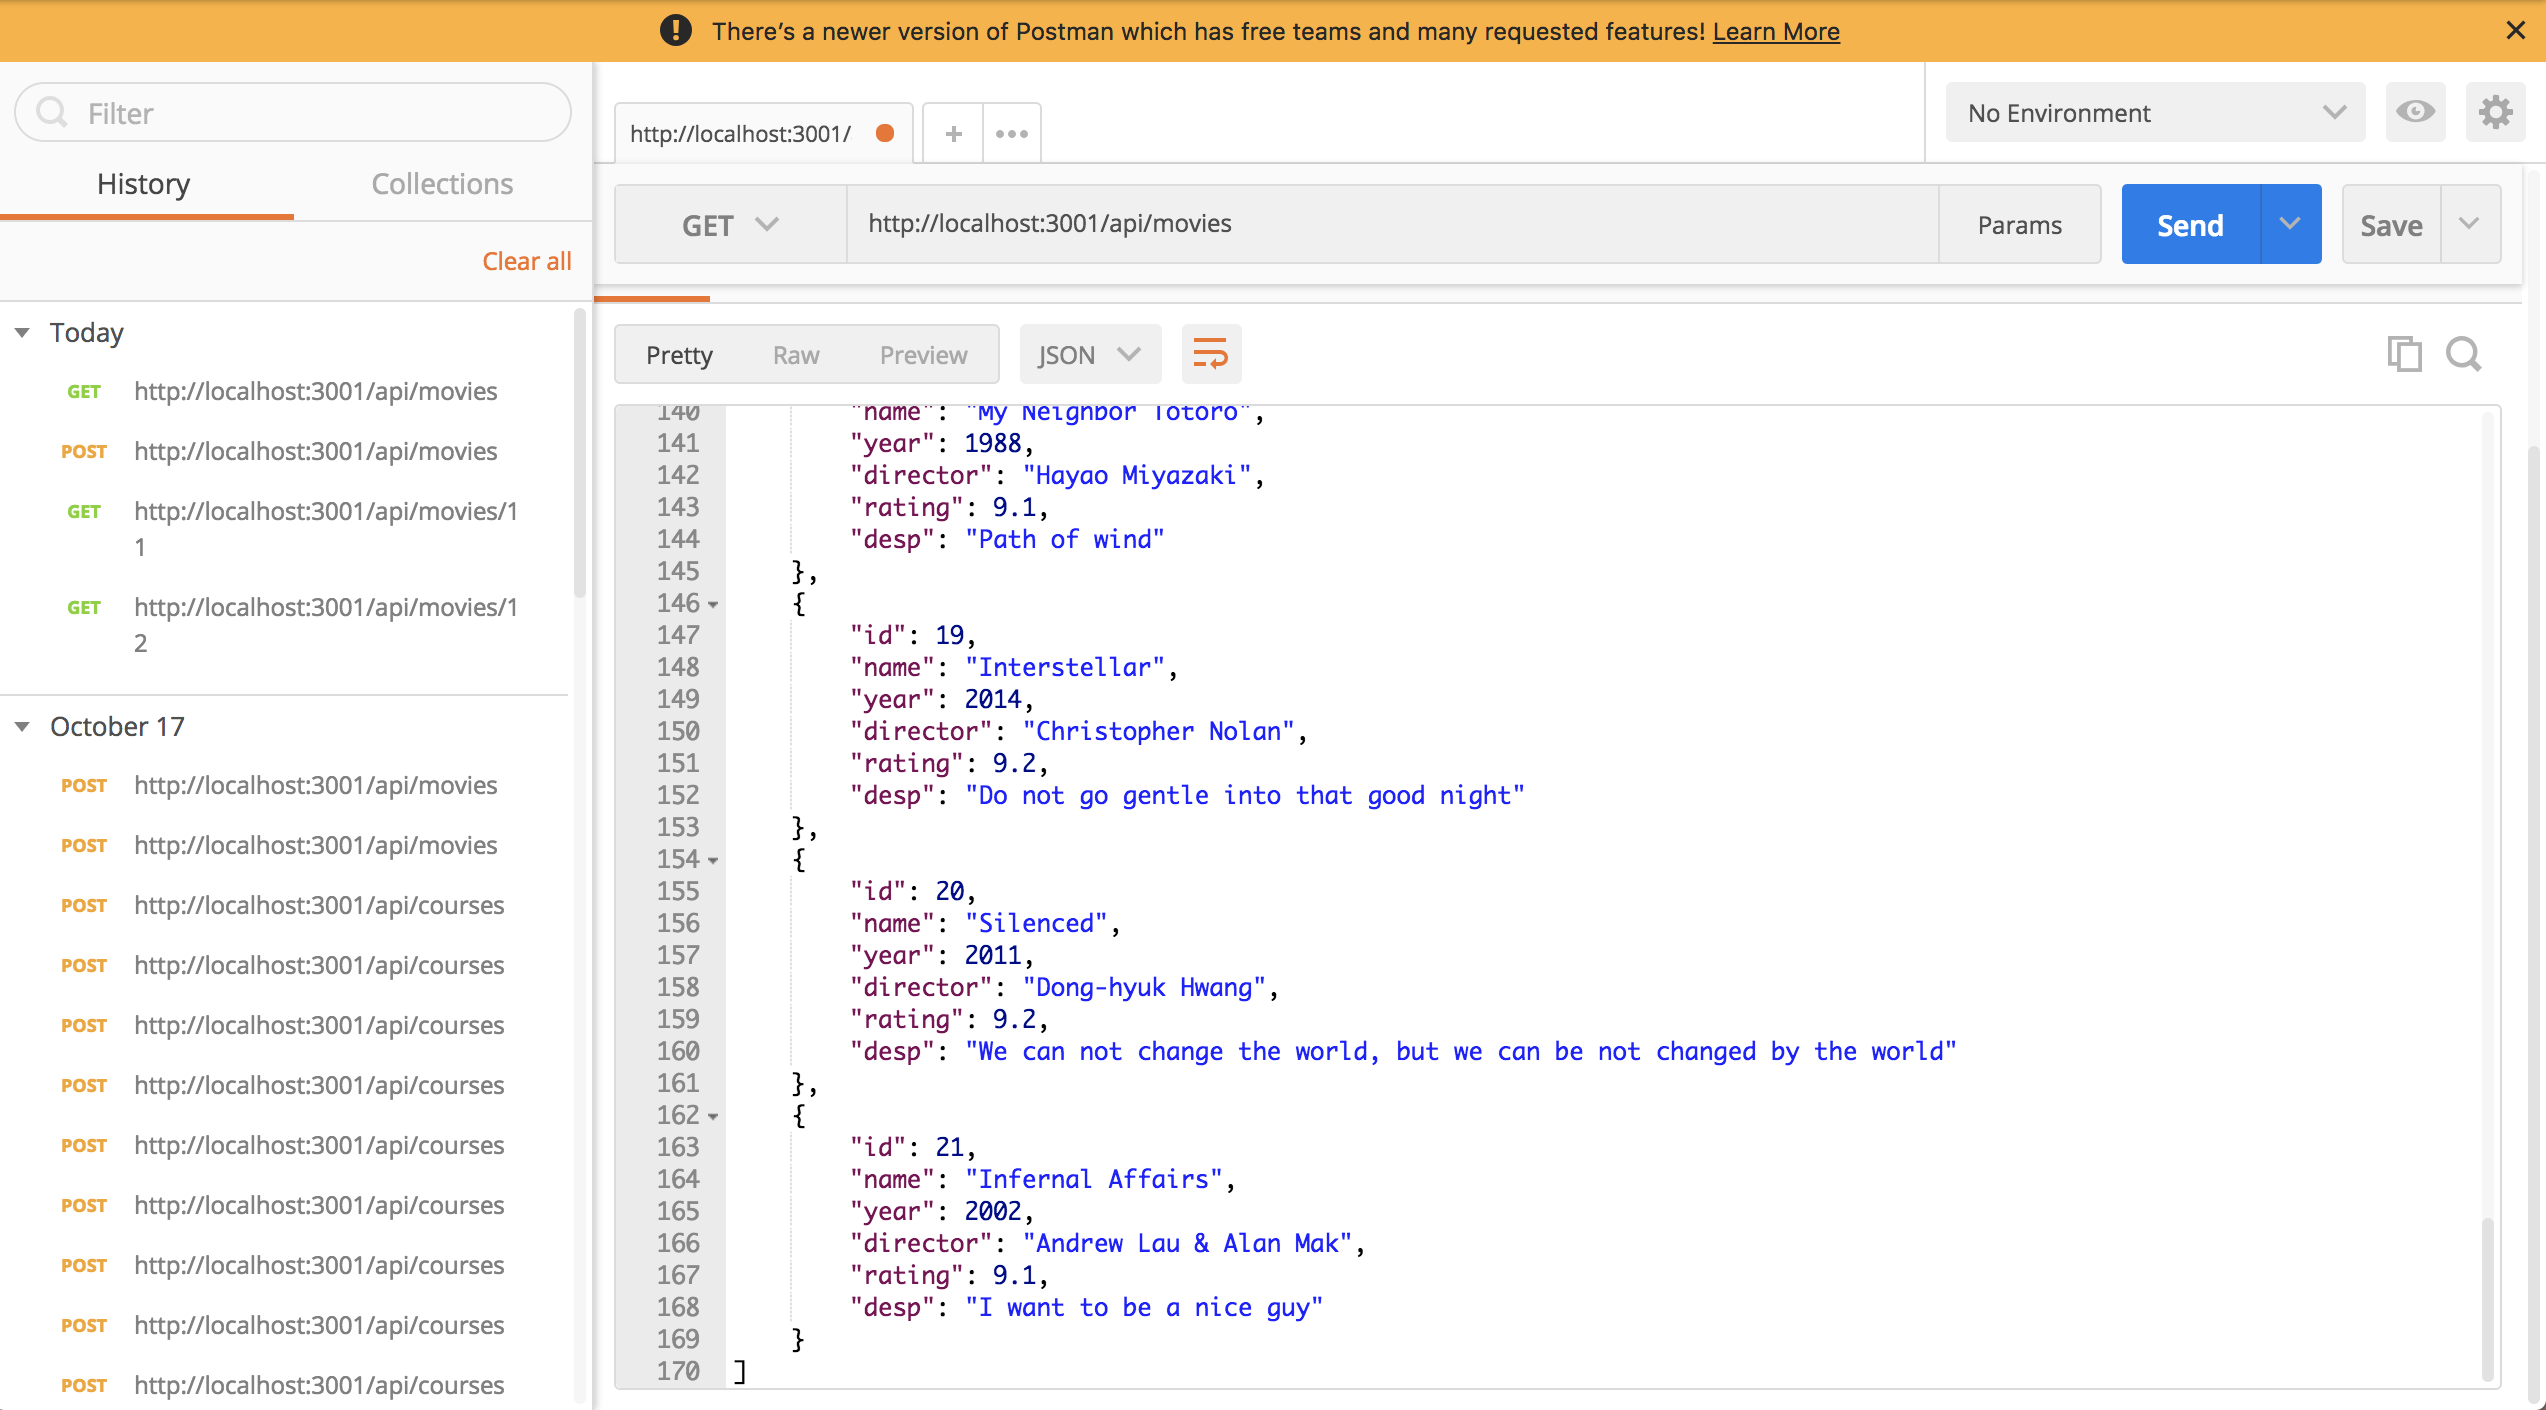 There's a newer version of Postman which has free teams and many requested features! Learn More
Filter
History Collections
Clear all
Today
GET http://localhost:3001/api/movies
POST http://localhost:3001/api/movies
GET http://localhost:3001/api/movies/1
1
GET http://localhost:3001/api/movies/1
2
October 17
POST http://localhost:3001/api/movies
POST http://localhost:3001/api/movies
POST http://localhost:3001/api/courses
POST http://localhost:3001/api/courses
POST http://localhost:3001/api/courses
POST http://localhost:3001/api/courses
POST http://localhost:3001/api/courses
POST http://localhost:3001/api/courses
POST http://localhost:3001/api/courses
POST http://localhost:3001/api/courses
POST http://localhost:3001/api/courses
http://localhost:3001/ + •••
No Environment
GET http://localhost:3001/api/movies Params Send Save
Pretty Raw Preview JSON
140 "name": "My Neighbor Totoro",
141 "year": 1988,
142 "director": "Hayao Miyazaki",
143 "rating": 9.1,
144 "desp": "Path of wind"
145 },
146 {
147 "id": 19,
148 "name": "Interstellar",
149 "year": 2014,
150 "director": "Christopher Nolan",
151 "rating": 9.2,
152 "desp": "Do not go gentle into that good night"
153 },
154 {
155 "id": 20,
156 "name": "Silenced",
157 "year": 2011,
158 "director": "Dong-hyuk Hwang",
159 "rating": 9.2,
160 "desp": "We can not change the world, but we can be not changed by the world"
161 },
162 {
163 "id": 21,
164 "name": "Infernal Affairs",
165 "year": 2002,
166 "director": "Andrew Lau & Alan Mak",
167 "rating": 9.1,
168 "desp": "I want to be a nice guy"
169 }
170 ]